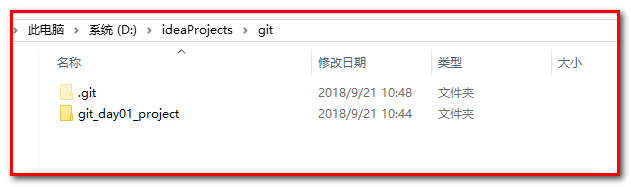 此电脑 > 系统 (D:) > ideaProjects > git
名称 修改日期 类型 大小
.git 2018/9/21 10:48 文件夹
git_day01_project 2018/9/21 10:44 文件夹